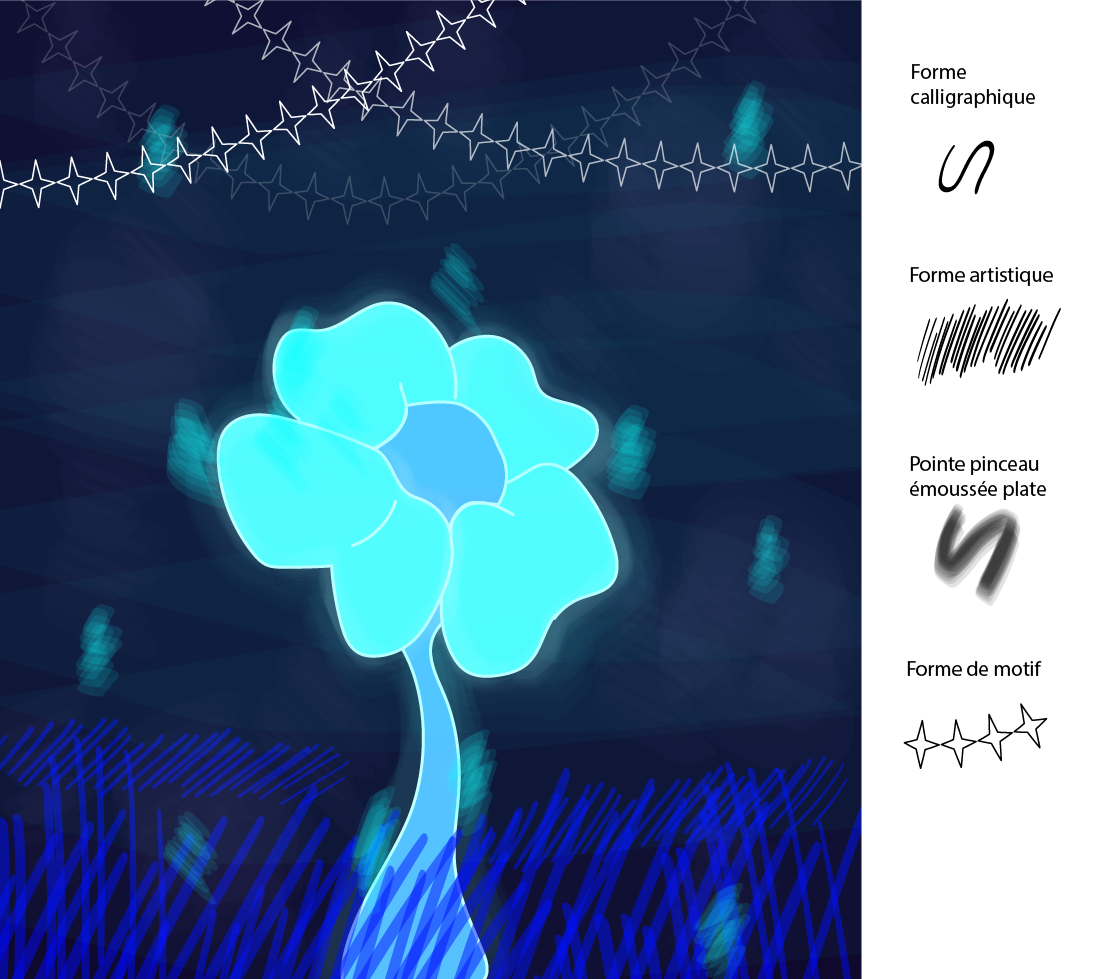 Forme
calligraphique
Forme artistique
Pointe pinceau
émoussée plate
Forme de motif